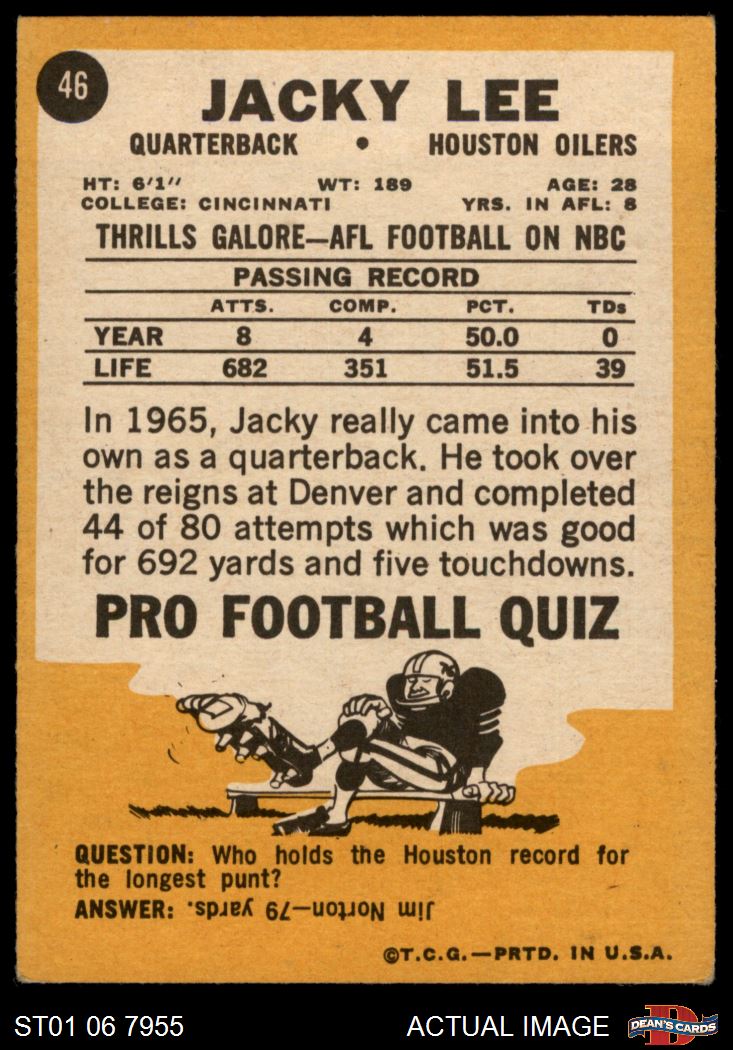 46
JACKY LEE
QUARTERBACK • HOUSTON OILERS
HT: 6'1" WT: 189 AGE: 28
COLLEGE: CINCINNATI YRS. IN AFL: 8
THRILLS GALORE—AFL FOOTBALL ON NBC
PASSING RECORD
ATTS. COMP. PCT. TDs
YEAR 8 4 50.0 0
LIFE 682 351 51.5 39
In 1965, Jacky really came into his
own as a quarterback. He took over
the reigns at Denver and completed
44 of 80 attempts which was good
for 692 yards and five touchdowns.
PRO FOOTBALL QUIZ
QUESTION: Who holds the Houston record for
the longest punt?
ANSWER: Jim Norton—79 yards.
©T.C.G.—PRTD. IN U.S.A.
ST01 06 7955 ACTUAL IMAGE D DEAN'S CARDS